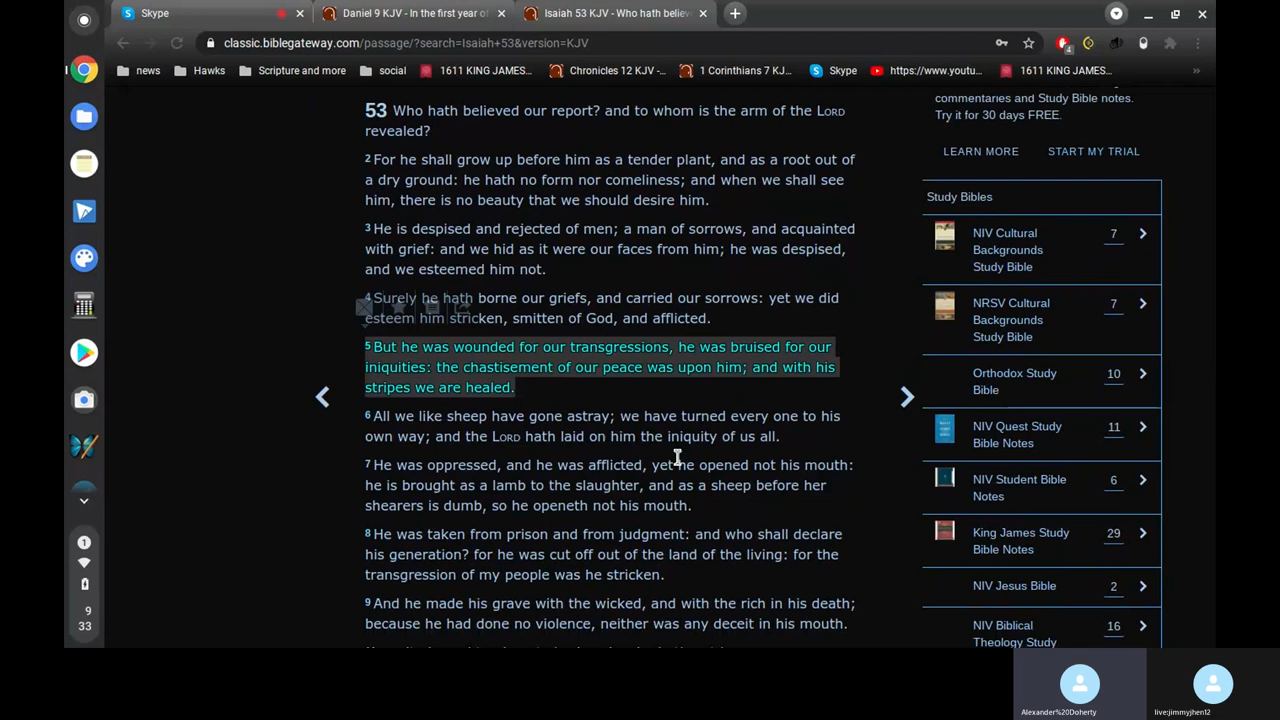 Skype
Daniel 9 KJV - In the first year of
Isaiah 53 KJV - Who hath believ
classic.biblegateway.com/passage/?search=Isaiah+53&version=KJV
4
news
Hawks
Scripture and more
social
1611 KING JAMES...
Chronicles 12 KJV -...
1 Corinthians 7 KJ...
Skype
https://www.youtu...
1611 KING JAMES...
53 Who hath believed our report? and to whom is the arm of the LORD
revealed?
2 For he shall grow up before him as a tender plant, and as a root out of
a dry ground: he hath no form nor comeliness; and when we shall see
him, there is no beauty that we should desire him.
3 He is despised and rejected of men; a man of sorrows, and acquainted
with grief: and we hid as it were our faces from him; he was despised,
and we esteemed him not.
4 Surely he hath borne our griefs, and carried our sorrows: yet we did
esteem him stricken, smitten of God, and afflicted.
5 But he was wounded for our transgressions, he was bruised for our
iniquities: the chastisement of our peace was upon him; and with his
stripes we are healed.
6 All we like sheep have gone astray; we have turned every one to his
own way; and the LORD hath laid on him the iniquity of us all.
7 He was oppressed, and he was afflicted, yet he opened not his mouth:
he is brought as a lamb to the slaughter, and as a sheep before her
shearers is dumb, so he openeth not his mouth.
8 He was taken from prison and from judgment: and who shall declare
his generation? for he was cut off out of the land of the living: for the
transgression of my people was he stricken.
9 And he made his grave with the wicked, and with the rich in his death;
because he had done no violence, neither was any deceit in his mouth.
commentaries and Study Bible notes.
Try it for 30 days FREE.
LEARN MORE
START MY TRIAL
Study Bibles
NIV Cultural
Backgrounds
Study Bible
7
NRSV Cultural
Backgrounds
Study Bible
7
Orthodox Study
Bible
10
NIV Quest Study
Bible Notes
11
NIV Student Bible
Notes
6
King James Study
Bible Notes
29
NIV Jesus Bible
2
NIV Biblical
Theology Study
16
1
9
33
Alexander%20Doherty
live:jimmyjhen12